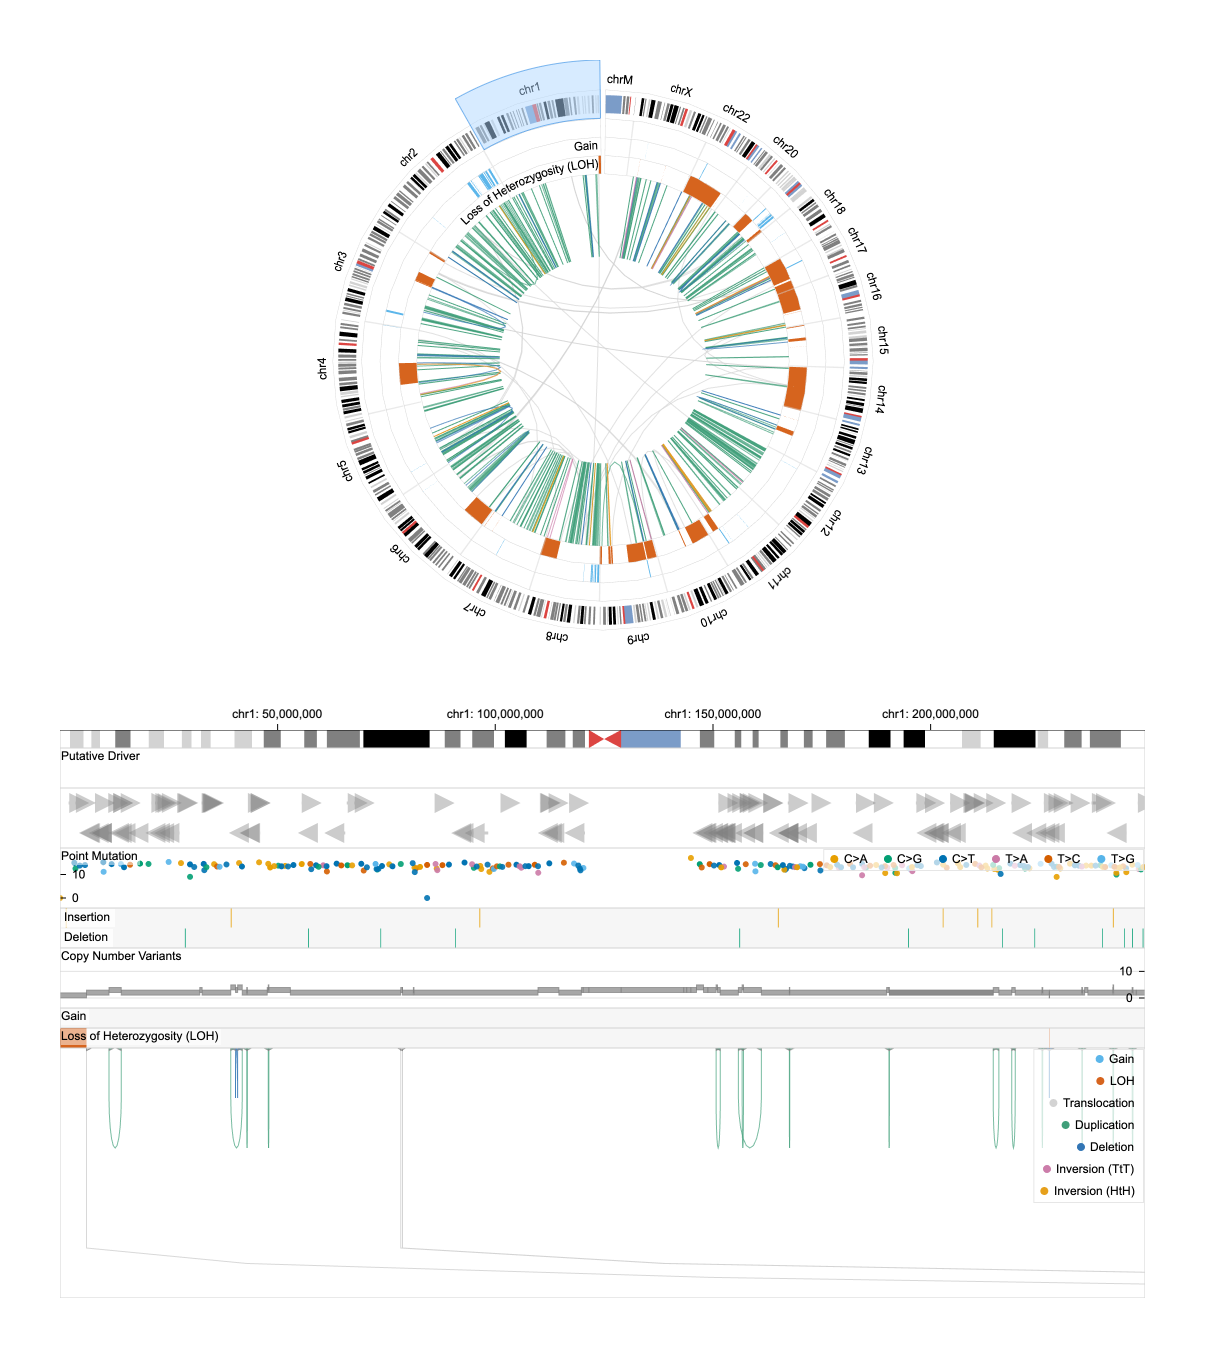 chr1
chrM
chrX
chr22
chr20
chr18
chr17
chr16
chr15
chr14
chr13
chr12
chr11
chr10
chr9
chr8
chr7
chr6
chr5
chr4
chr3
chr2
Gain
Loss of Heterozygosity (LOH)
chr1: 50,000,000
chr1: 100,000,000
chr1: 150,000,000
chr1: 200,000,000
Putative Driver
Point Mutation
C>A
C>G
C>T
T>A
T>C
T>G
10
0
Insertion
Deletion
Copy Number Variants
10
0
Gain
Loss of Heterozygosity (LOH)
Gain
LOH
Translocation
Duplication
Deletion
Inversion (TtT)
Inversion (HtH)